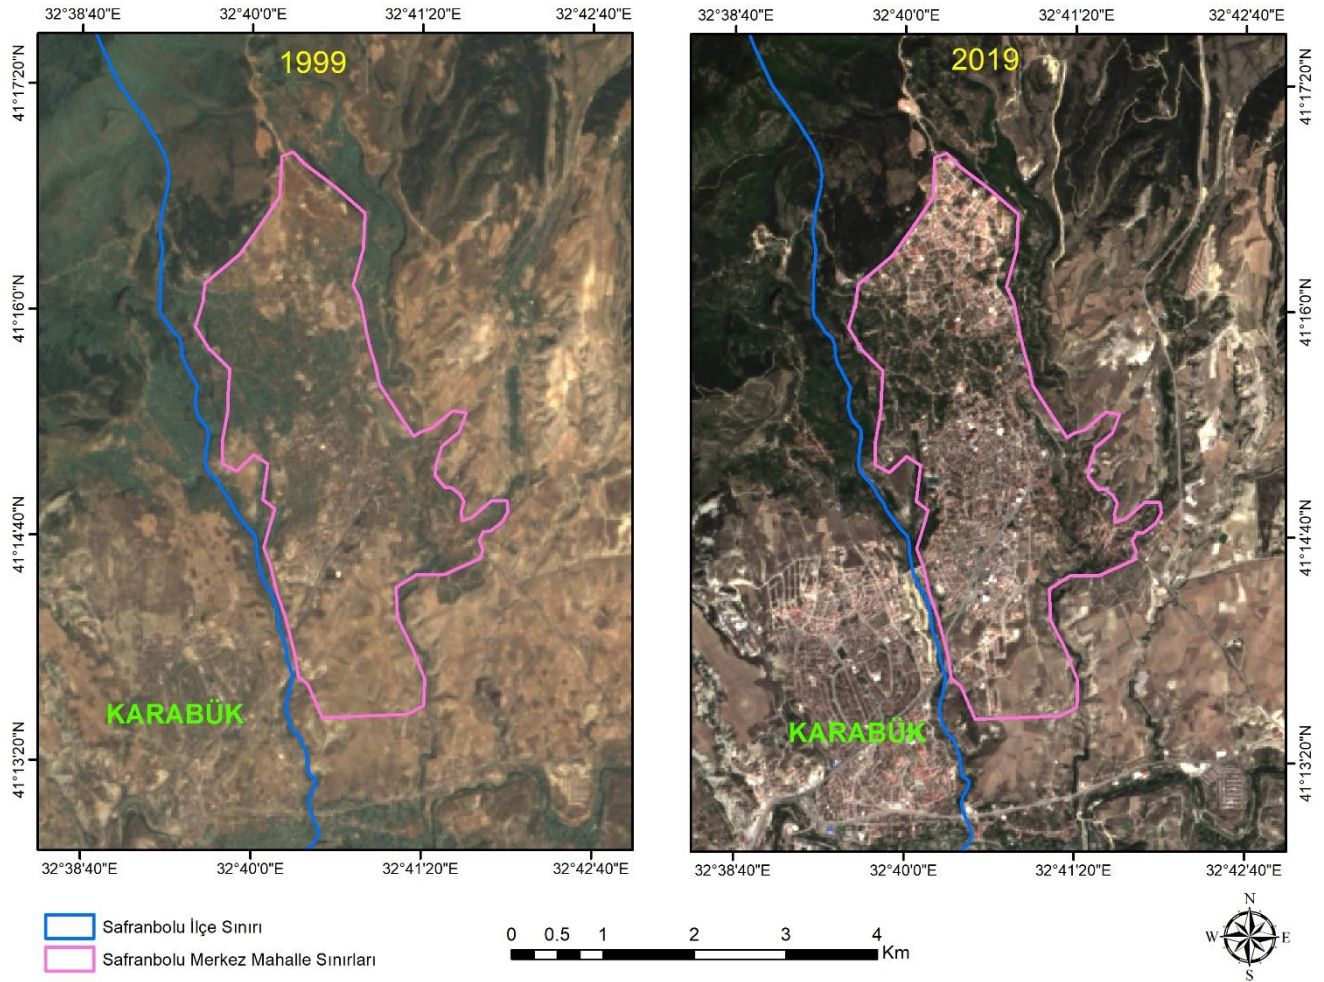 32°38'40"E 32°40'0"E 32°41'20"E 32°42'40"E
32°38'40"E 32°40'0"E 32°41'20"E 32°42'40"E
1999
2019
41°17'20"N
41°16'0"N
41°14'40"N
41°13'20"N
41°17'20"N
41°16'0"N
41°14'40"N
41°13'20"N
KARABÜK
KARABÜK
32°38'40"E 32°40'0"E 32°41'20"E 32°42'40"E
32°38'40"E 32°40'0"E 32°41'20"E 32°42'40"E
Safranbolu İlçe Sınırı
Safranbolu Merkez Mahalle Sınırları
0 0.5 1 2 3 4
Km
N
W E
S